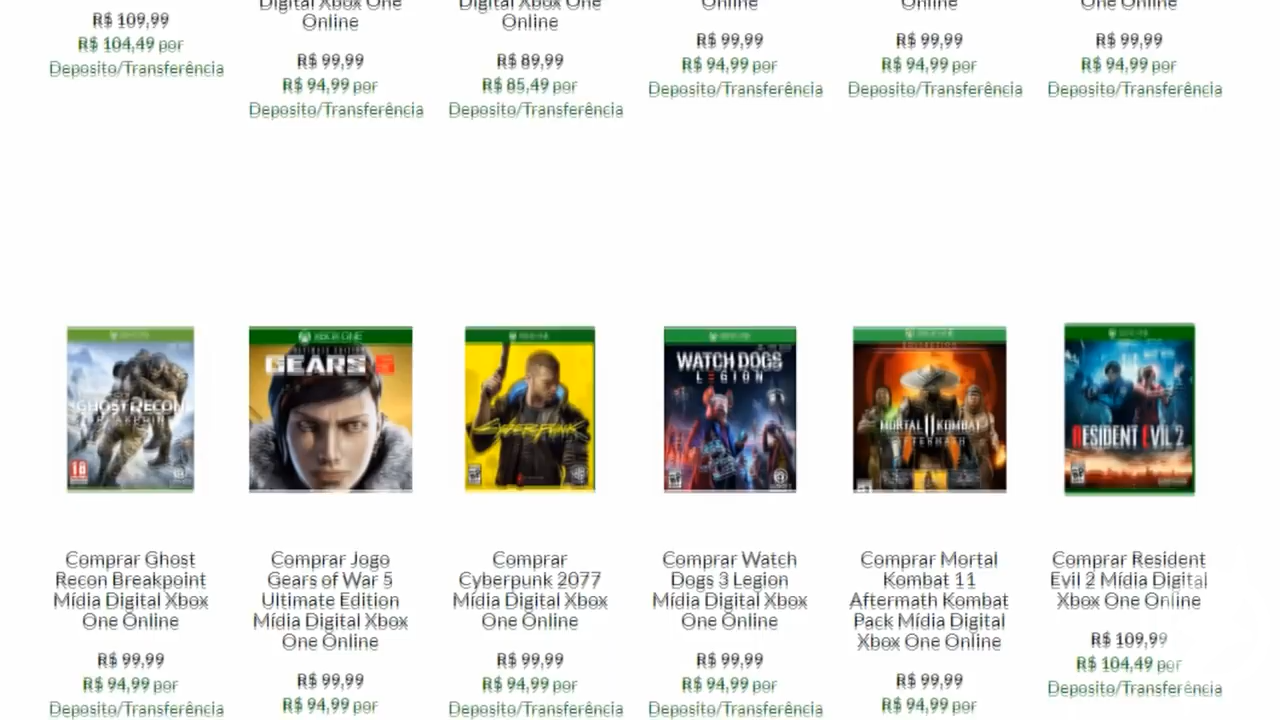 R$ 109,99
R$ 104,49 por
Deposito/Transferência
Digital Xbox One
Online
R$ 99,99
R$ 94,99 por
Deposito/Transferência
Digital Xbox One
Online
R$ 89,99
R$ 85,49 por
Deposito/Transferência
Online
R$ 99,99
R$ 94,99 por
Deposito/Transferência
Online
R$ 99,99
R$ 94,99 por
Deposito/Transferência
One Online
R$ 99,99
R$ 94,99 por
Deposito/Transferência
GHOST RECON
BREAKPOINT
18
XBOX ONE
ULTIMATE EDITION
GEARS
CYBERPUNK
WATCH DOGS
LEGION
MORTAL KOMBAT
11
AFTERMATH
RESIDENT EVIL 2
Comprar Ghost
Recon Breakpoint
Mídia Digital Xbox
One Online
R$ 99,99
R$ 94,99 por
Deposito/Transferência
Comprar Jogo
Gears of War 5
Ultimate Edition
Mídia Digital Xbox
One Online
R$ 99,99
R$ 94,99 por
Comprar
Cyberpunk 2077
Mídia Digital Xbox
One Online
R$ 99,99
R$ 94,99 por
Deposito/Transferência
Comprar Watch
Dogs 3 Legion
Mídia Digital Xbox
One Online
R$ 99,99
R$ 94,99 por
Deposito/Transferência
Comprar Mortal
Kombat 11
Aftermath Kombat
Pack Mídia Digital
Xbox One Online
R$ 99,99
R$ 94,99 por
Comprar Resident
Evil 2 Mídia Digital
Xbox One Online
R$ 109,99
R$ 104,49 por
Deposito/Transferência